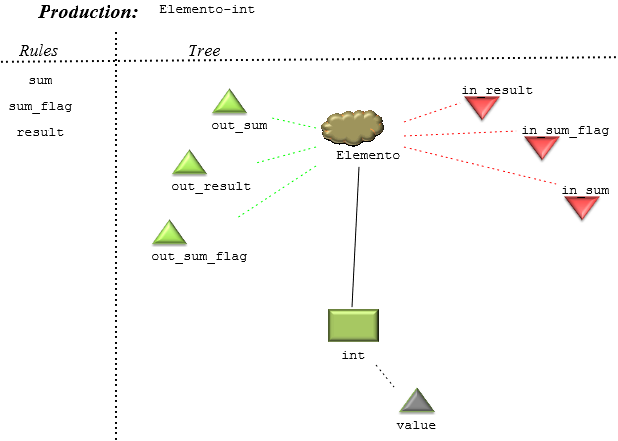 Production: Elemento-int
Rules
Tree
sum
sum_flag
result
out_sum
out_result
out_sum_flag
Elemento
in_result
in_sum_flag
in_sum
int
value